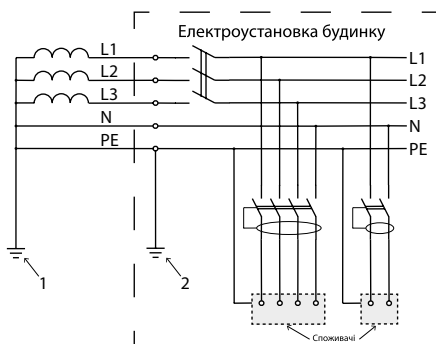 Електроустановка будинку
L1 L1
L2 L2
L3 L3
N N
PE PE
1 2
Споживачі